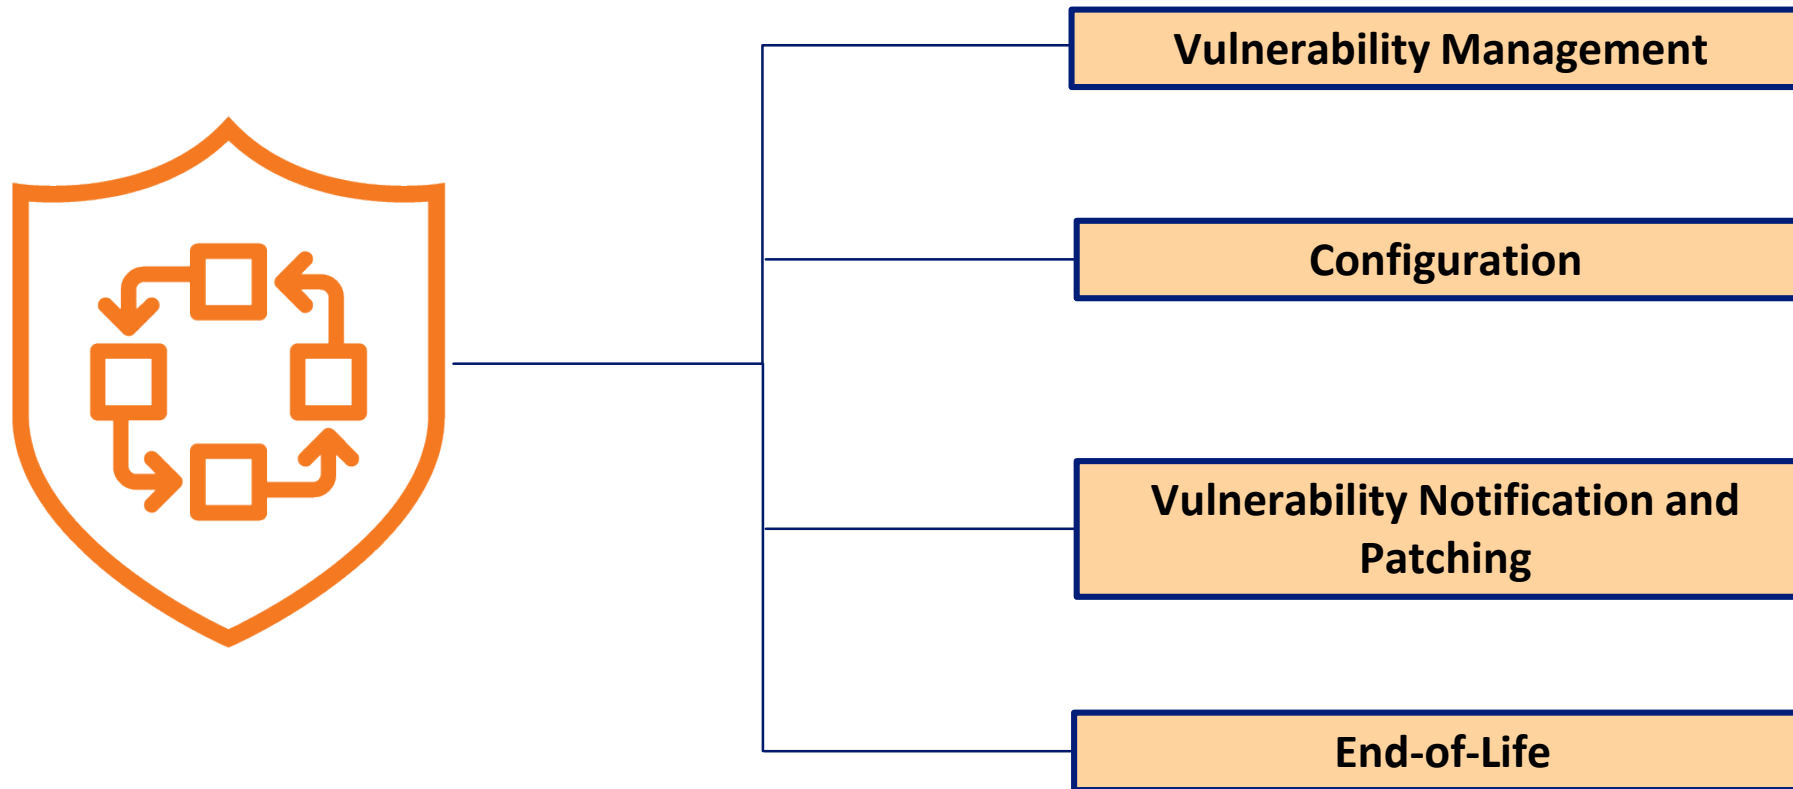 Vulnerability Management
Configuration
Vulnerability Notification and
Patching
End-of-Life